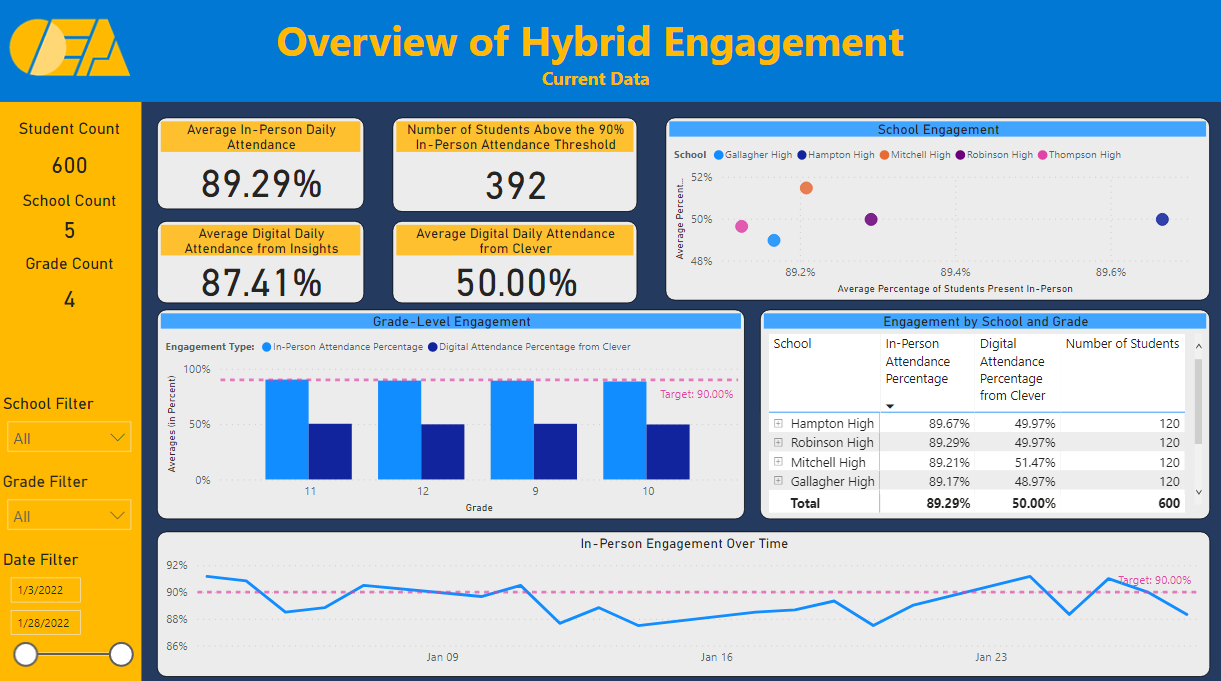 CEA
Overview of Hybrid Engagement
Current Data
Student Count
600
School Count
5
Grade Count
4
School Filter
All
Grade Filter
All
Date Filter
1/3/2022
1/28/2022
Average In-Person Daily
Attendance
89.29%
Number of Students Above the 90%
In-Person Attendance Threshold
392
Average Digital Daily
Attendance from Insights
87.41%
Average Digital Daily Attendance
from Clever
50.00%
School Engagement
School Gallagher High Hampton High Mitchell High Robinson High Thompson High
Average Percent...
52%
50%
48%
89.2% 89.4% 89.6%
Average Percentage of Students Present In-Person
Grade-Level Engagement
Engagement Type: In-Person Attendance Percentage Digital Attendance Percentage from Clever
Averages (in Percent)
100%
50%
0%
Target: 90.00%
11 12 9 10
Grade
Engagement by School and Grade
School In-Person Digital Number of Students
Attendance Attendance
Percentage Percentage
from Clever
Hampton High 89.67% 49.97% 120
Robinson High 89.29% 49.97% 120
Mitchell High 89.21% 51.47% 120
Gallagher High 89.17% 48.97% 120
Total 89.29% 50.00% 600
In-Person Engagement Over Time
92%
90%
88%
86%
Target: 90.00%
Jan 09 Jan 16 Jan 23